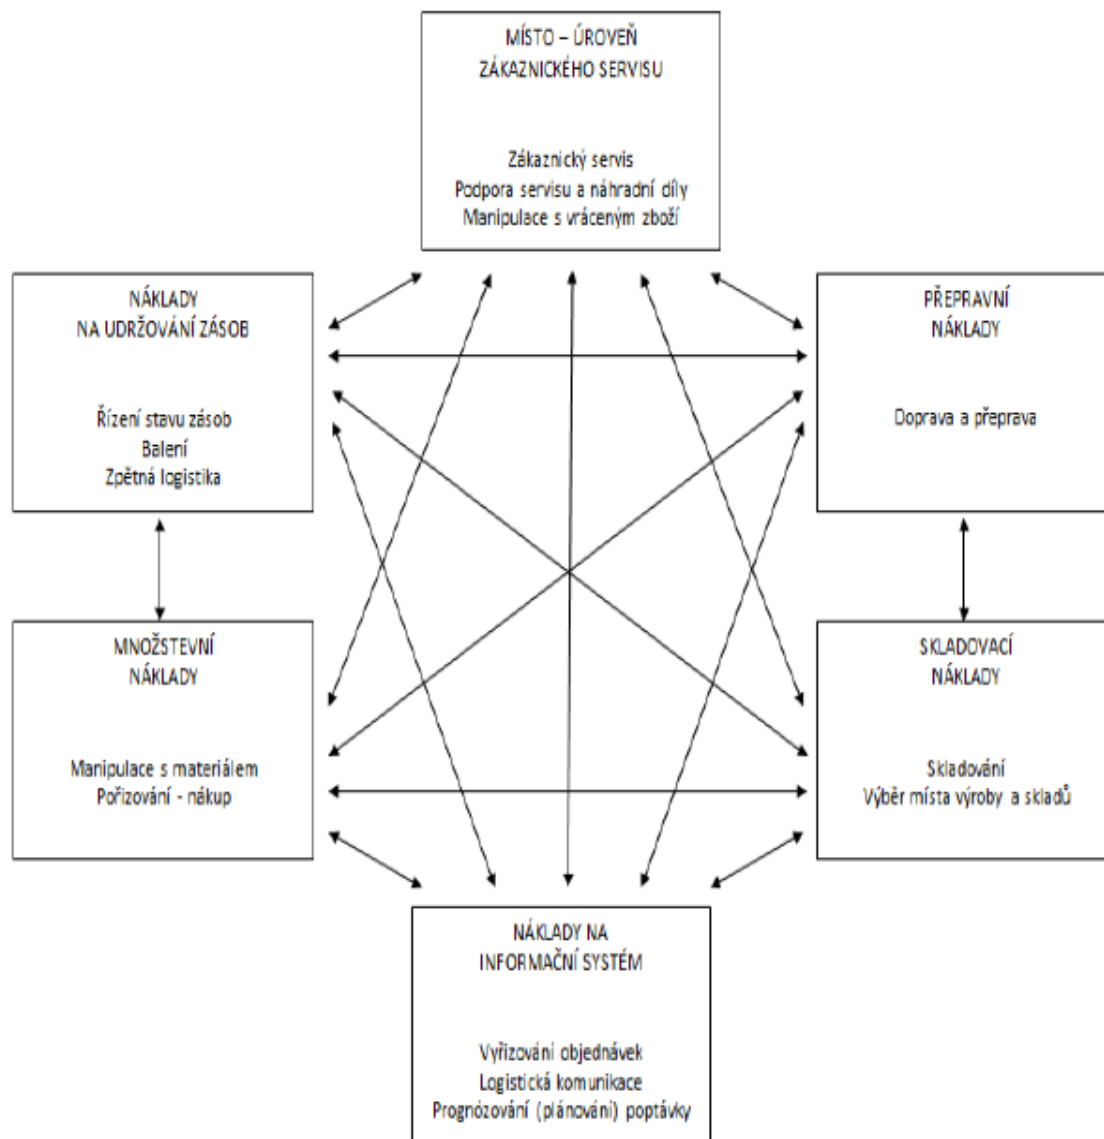 MÍSTO – ÚROVEŇ
ZÁKAZNICKÉHO SERVISU
Zákaznický servis
Podpora servisu a náhradní díly
Manipulace s vráceným zboží
NÁKLADY
NA UDRŽOVÁNÍ ZÁSOB
Řízení stavu zásob
Balení
Zpětná logistika
PŘEPRAVNÍ
NÁKLADY
Doprava a přeprava
MNOŽSTEVNÍ
NÁKLADY
Manipulace s materiálem
Pořizování - nákup
SKLADOVACÍ
NÁKLADY
Skladování
Výběr místa výroby a skladů
NÁKLADY NA
INFORMAČNÍ SYSTÉM
Vyřizování objednávek
Logistická komunikace
Prognózování (plánování) poptávky